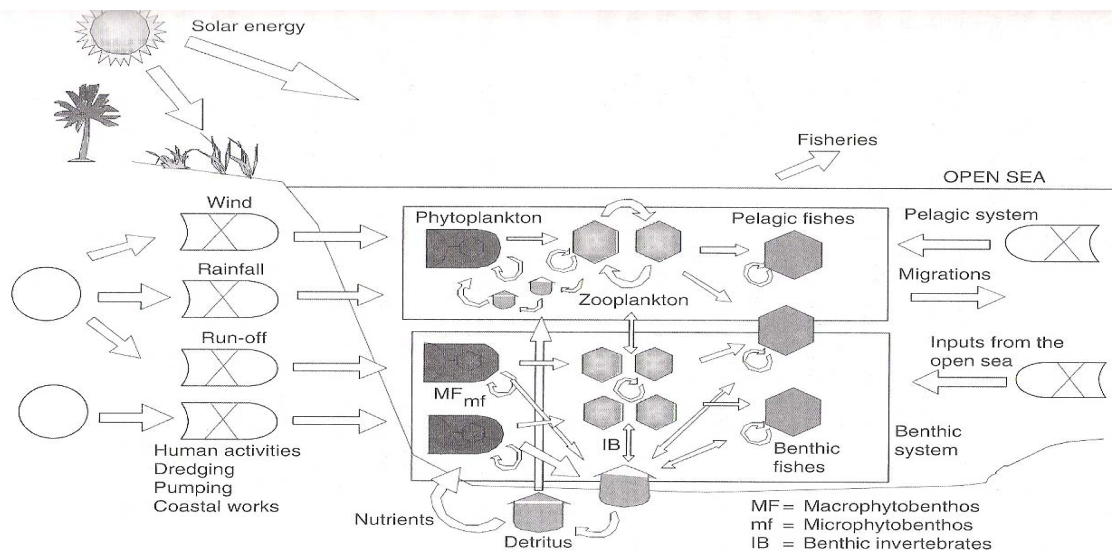 Solar energy
Fisheries
OPEN SEA
Wind
Phytoplankton
Pelagic fishes
Pelagic system
Rainfall
Zooplankton
Migrations
Run-off
Inputs from the
open sea
MF
mf
IB
Benthic
fishes
Benthic
system
Human activities
Dredging
Pumping
Coastal works
Nutrients
Detritus
MF = Macrophytobenthos
mf = Microphytobenthos
IB = Benthic invertebrates